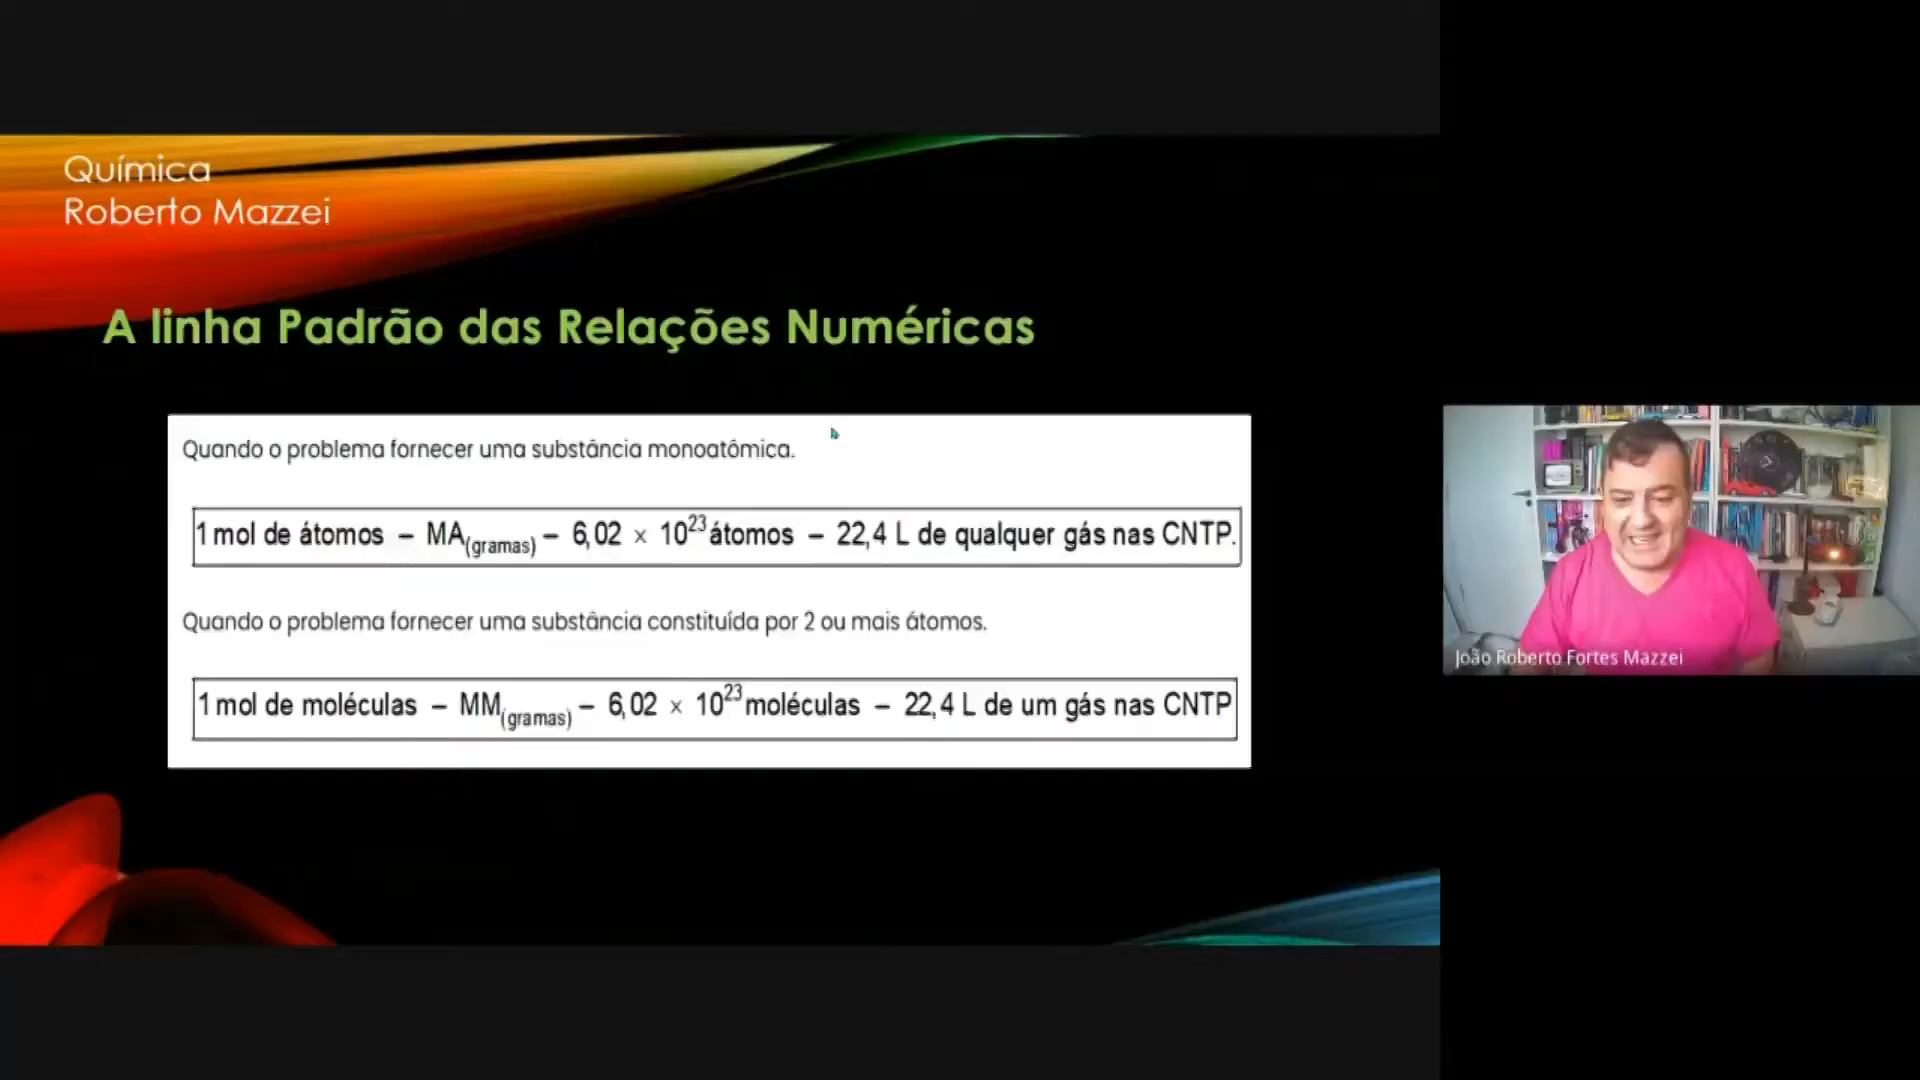 Química
Roberto Mazzei
A linha Padrão das Relações Numéricas
Quando o problema fornecer uma substância monoatômica.
1 mol de átomos – MA(gramas) – 6,02 × 10²³ átomos – 22,4 L de qualquer gás nas CNTP.
Quando o problema fornecer uma substância constituída por 2 ou mais átomos.
1 mol de moléculas – MM(gramas) – 6,02 × 10²³ moléculas – 22,4 L de um gás nas CNTP
João Roberto Fortes Mazzei